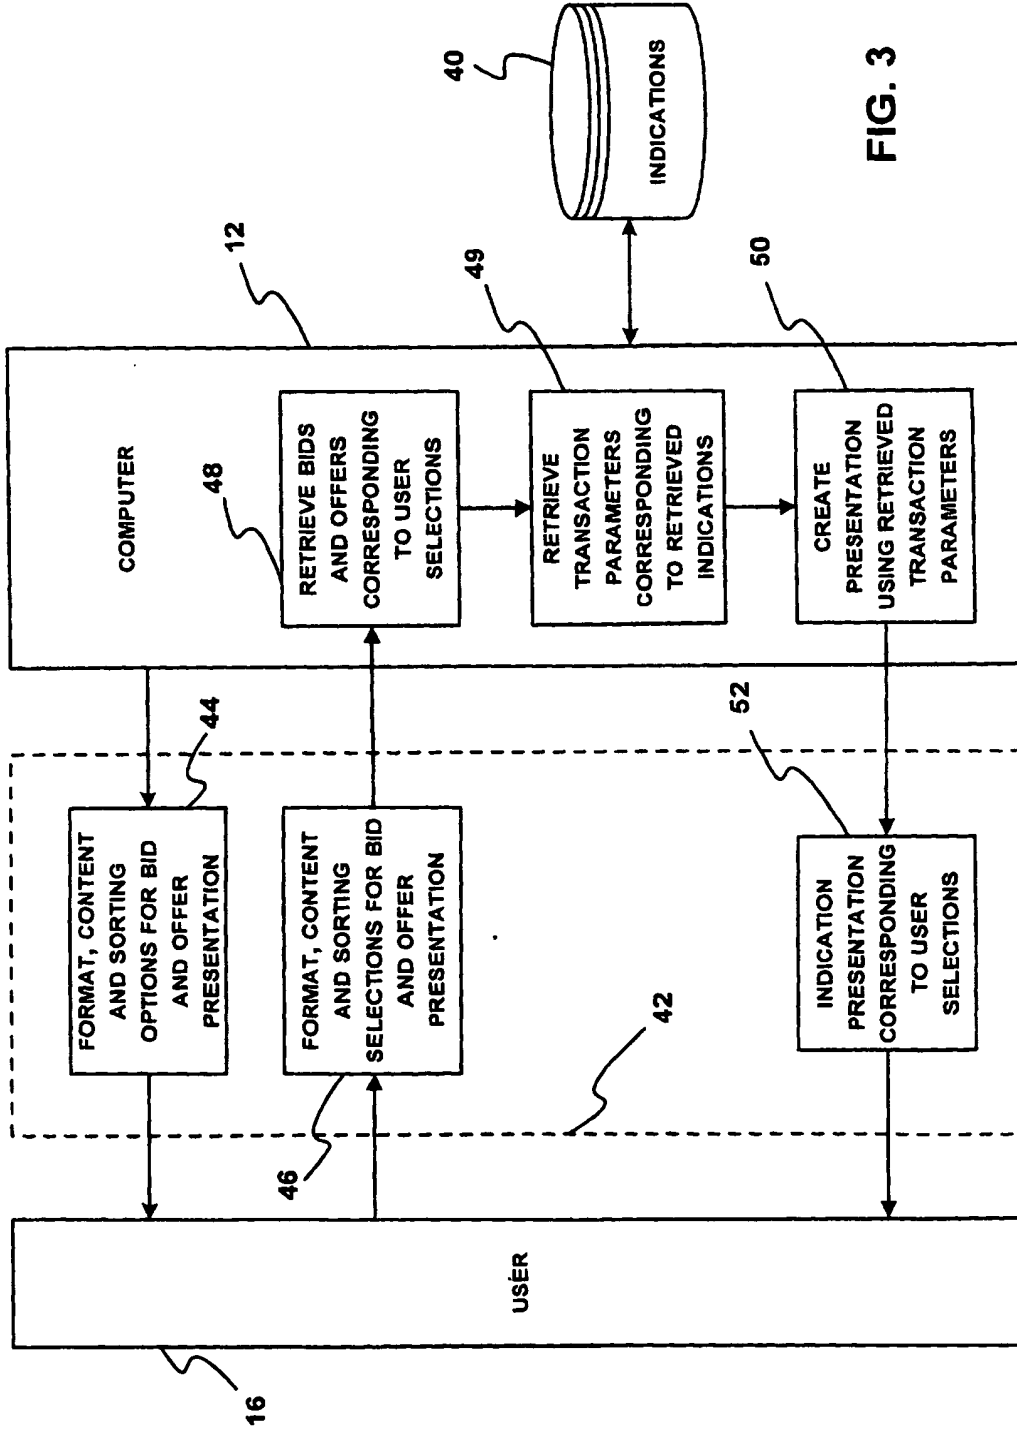 16
USER
46
42
FORMAT, CONTENT
AND SORTING
OPTIONS FOR BID
AND OFFER
PRESENTATION
44
FORMAT, CONTENT
AND SORTING
SELECTIONS FOR BID
AND OFFER
PRESENTATION
INDICATION
PRESENTATION
CORRESPONDING
TO USER
SELECTIONS
52
COMPUTER
12
48
RETRIEVE BIDS
AND OFFERS
CORRESPONDING
TO USER
SELECTIONS
49
RETRIEVE
TRANSACTION
PARAMETERS
CORRESPONDING
TO RETRIEVED
INDICATIONS
50
CREATE
PRESENTATION
USING RETRIVED
TRANSACTION
PARAMETERS
40
INDICATIONS
FIG. 3